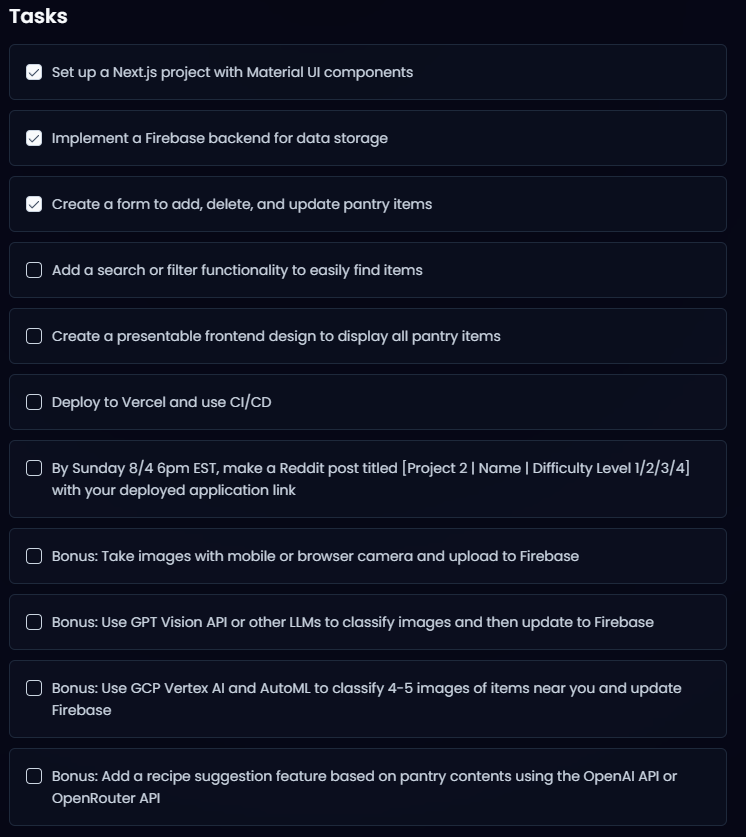 Tasks
Set up a Next.js project with Material UI components
Implement a Firebase backend for data storage
Create a form to add, delete, and update pantry items
Add a search or filter functionality to easily find items
Create a presentable frontend design to display all pantry items
Deploy to Vercel and use CI/CD
By Sunday 8/4 6pm EST, make a Reddit post titled [Project 2 | Name | Difficulty Level 1/2/3/4]
with your deployed application link
Bonus: Take images with mobile or browser camera and upload to Firebase
Bonus: Use GPT Vision API or other LLMs to classify images and then update to Firebase
Bonus: Use GCP Vertex AI and AutoML to classify 4-5 images of items near you and update
Firebase
Bonus: Add a recipe suggestion feature based on pantry contents using the OpenAI API or
OpenRouter API